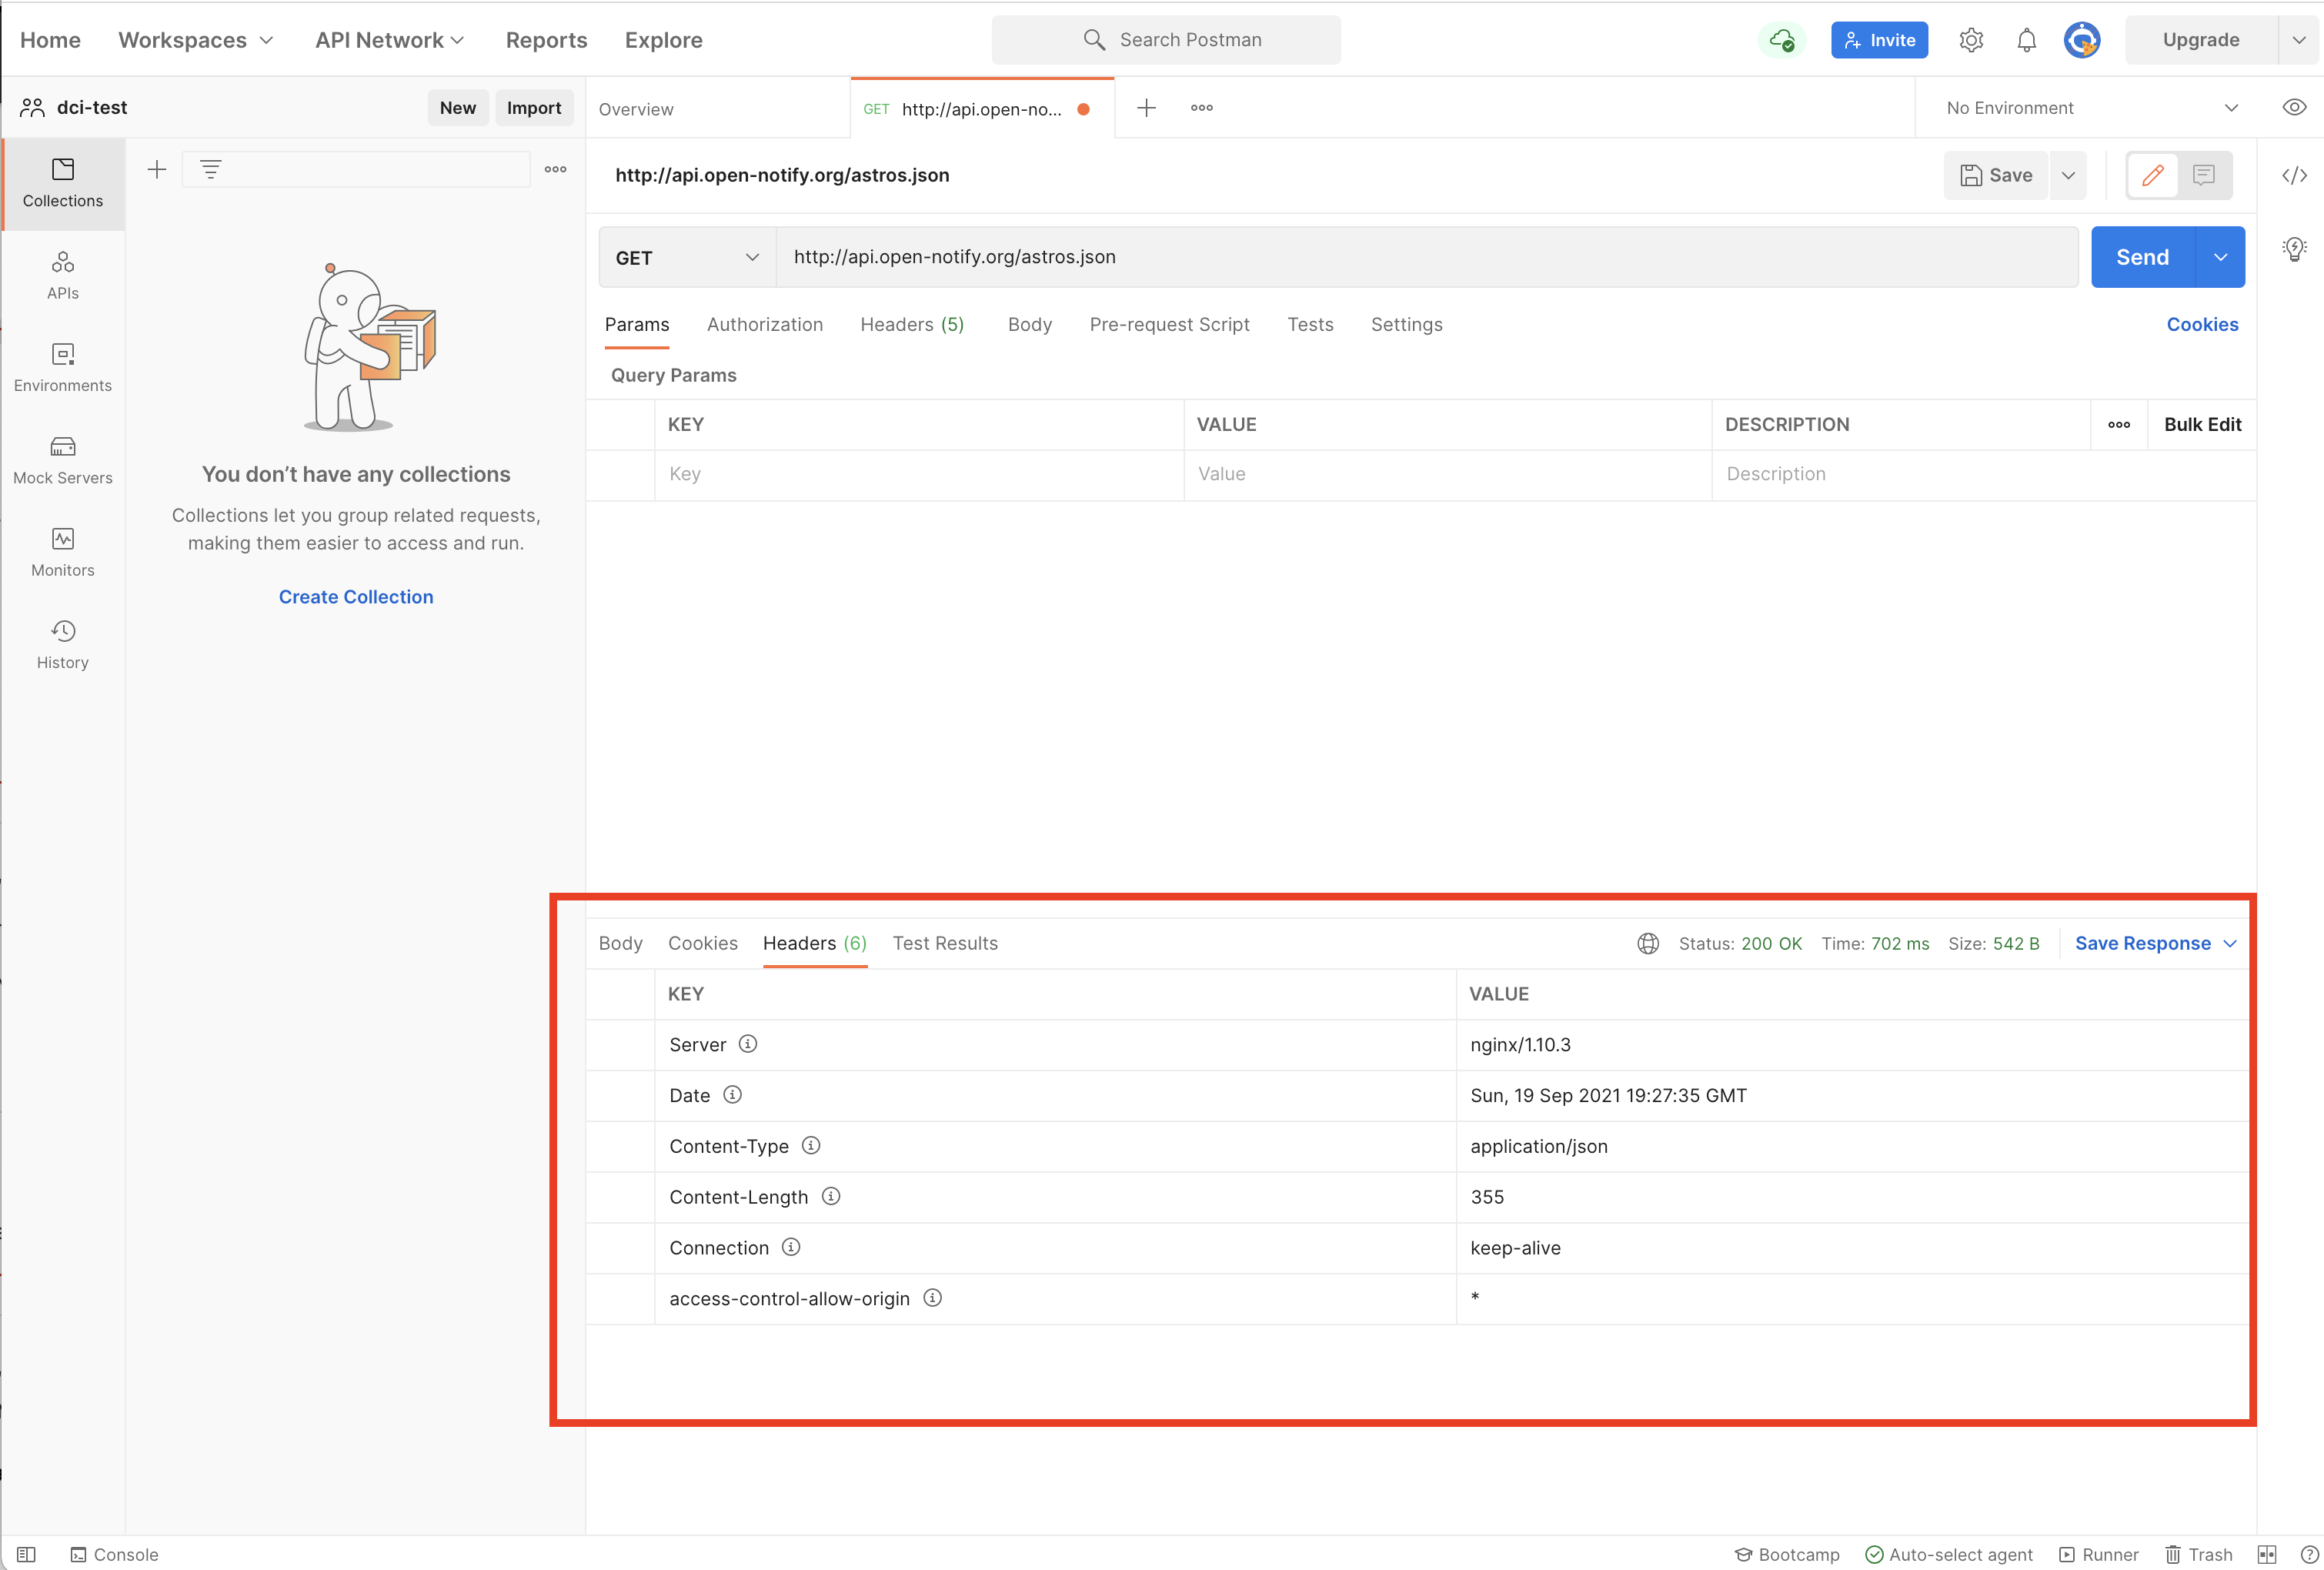 Home Workspaces API Network Reports Explore Search Postman Invite Upgrade
dci-test New Import Overview GET http://api.open-no... No Environment
Collections
APIs
Environments
Mock Servers
Monitors
History
You don’t have any collections
Collections let you group related requests,
making them easier to access and run.
Create Collection
http://api.open-notify.org/astros.json Save
GET http://api.open-notify.org/astros.json Send
Params Authorization Headers (5) Body Pre-request Script Tests Settings Cookies
Query Params
KEY VALUE DESCRIPTION Bulk Edit
Key Value Description
Body Cookies Headers (6) Test Results Status: 200 OK Time: 702 ms Size: 542 B Save Response
KEY VALUE
Server nginx/1.10.3
Date Sun, 19 Sep 2021 19:27:35 GMT
Content-Type application/json
Content-Length 355
Connection keep-alive
access-control-allow-origin *
Console Bootcamp Auto-select agent Runner Trash